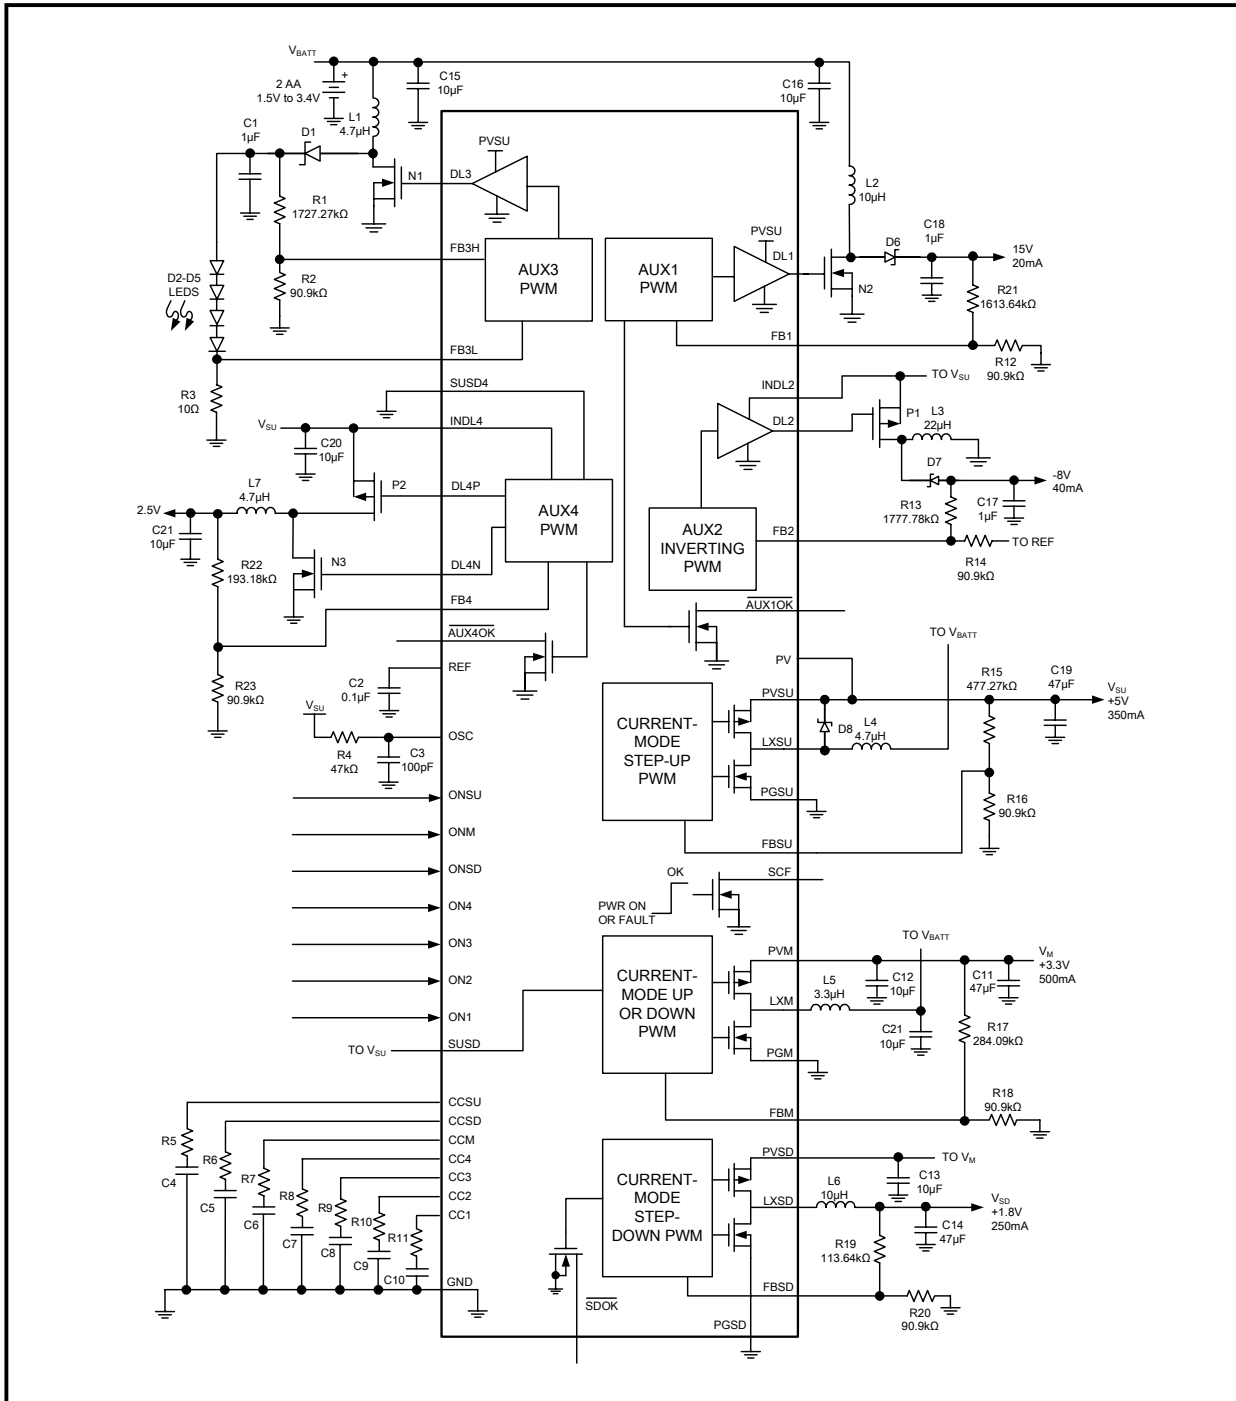 VBATT
2 AA
1.5V to 3.4V
+
C15
10µF
C16
10µF
L1
4.7µH
C1
1µF
D1
N1
DL3
PVSU
R1
1727.27kΩ
FB3H
AUX3
PWM
R2
90.9kΩ
D2-D5
LEDS
FB3L
R3
10Ω
AUX1
PWM
PVSU
DL1
L2
10µH
N2
D6
C18
1µF
15V
20mA
R21
1613.64kΩ
FB1
R12
90.9kΩ
SUSD4
INDL4
VSU
C20
10µF
P2
DL4P
AUX4
PWM
L7
4.7µH
2.5V
C21
10µF
R22
193.18kΩ
N3
DL4N
FB4
AUX4OK
R23
90.9kΩ
INDL2
TO VSU
DL2
P1
L3
22µH
D7
-8V
40mA
R13
1777.78kΩ
C17
1µF
AUX2
INVERTING
PWM
FB2
TO REF
R14
90.9kΩ
AUX1OK
REF
C2
0.1µF
VSU
R4
47kΩ
OSC
C3
100pF
TO VBATT
PV
PVSU
R15
477.27kΩ
C19
47µF
VSU
+5V
350mA
CURRENT-
MODE
STEP-UP
PWM
D8
L4
4.7µH
LXSU
PGSU
R16
90.9kΩ
FBSU
ONSU
ONM
ONSD
ON4
ON3
ON2
ON1
TO VSU
SUSD
OK
PWR ON
OR FAULT
SCF
TO VBATT
PVM
CURRENT-
MODE UP
OR DOWN
PWM
LXM
L5
3.3µH
C12
10µF
C11
47µF
VM
+3.3V
500mA
C21
10µF
R17
284.09kΩ
PGM
FBM
R18
90.9kΩ
CCSU
CCSD
CCM
CC4
CC3
CC2
CC1
R5
C4
R6
C5
R7
C6
R8
C7
R9
C8
R10
C9
R11
C10
GND
CURRENT-
MODE
STEP-
DOWN PWM
PVSD
TO VM
C13
10µF
LXSD
L6
10µH
VSD
+1.8V
250mA
C14
47µF
R19
113.64kΩ
FBSD
R20
90.9kΩ
SDOK
PGSD